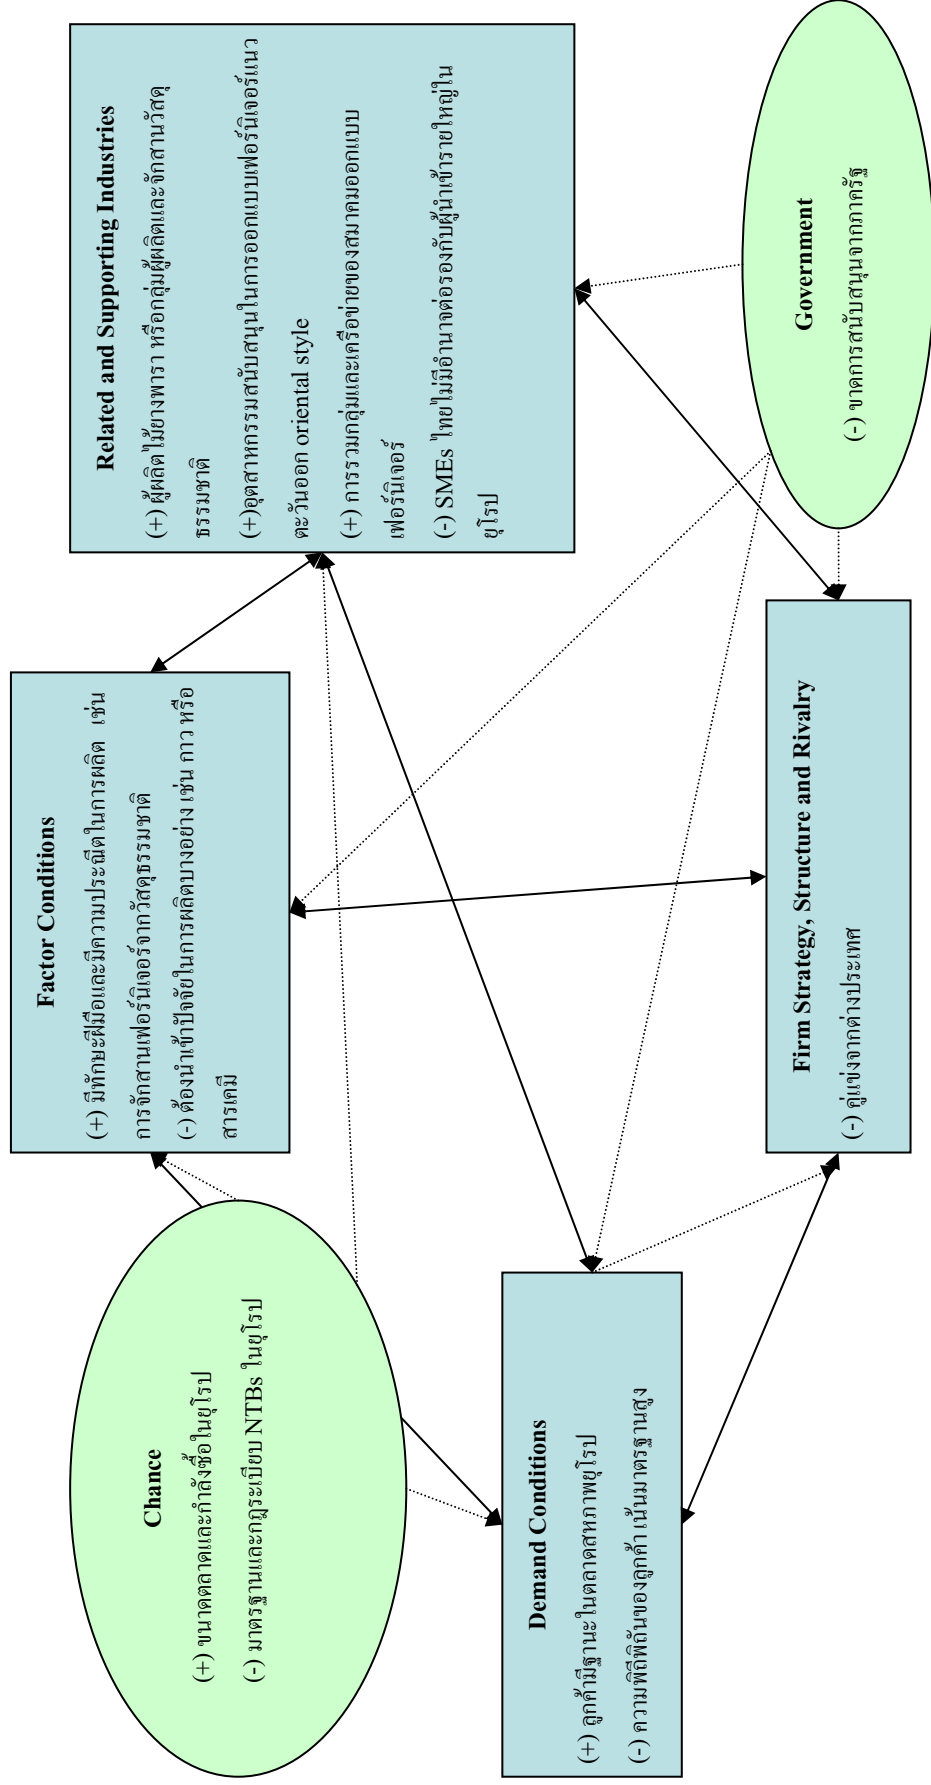 Chance
(+) ขนาดตลาดและกำลังซื้อในยุโรป
(-) มาตรฐานและกฎระเบียบ NTBs ในยุโรป
Factor Conditions
(+) มีทักษะฝีมือและมีความประณีตในการผลิต เช่น
การจักสานเฟอร์นิเจอร์จากวัสดุธรรมชาติ
(-) ต้องนำเข้าปัจจัยในการผลิตบางอย่าง เช่น กาว หรือ
สารเคมี
Related and Supporting Industries
(+) ผู้ผลิตไม้ยางพารา หรือกลุ่มผู้ผลิตและจักสานวัสดุ
ธรรมชาติ
(+)อุตสาหกรรมสนับสนุนในการออกแบบเฟอร์นิเจอร์แนว
ตะวันออก oriental style
(+) การรวมกลุ่มและเครือข่ายของสมาคมออกแบบ
เฟอร์นิเจอร์
(-) SMEs ไทยไม่มีอำนาจต่อรองกับผู้นำเข้ารายใหญ่ใน
ยุโรป
Demand Conditions
(+) ลูกค้ามีฐานะในตลาดสหภาพยุโรป
(-) ความพิถีพิถันของลูกค้า เน้นมาตรฐานสูง
Firm Strategy, Structure and Rivalry
(-) คู่แข่งจากต่างประเทศ
Government
(-) ขาดการสนับสนุนจากภาครัฐ